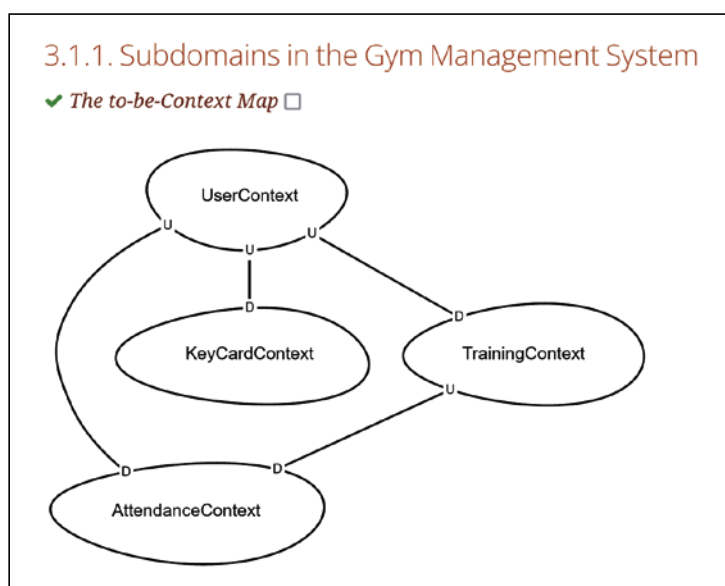 3.1.1. Subdomains in the Gym Management System
✔ The to-be-Context Map ☐
UserContext
U
U
U
D
D
KeyCardContext
TrainingContext
U
D
D
AttendanceContext